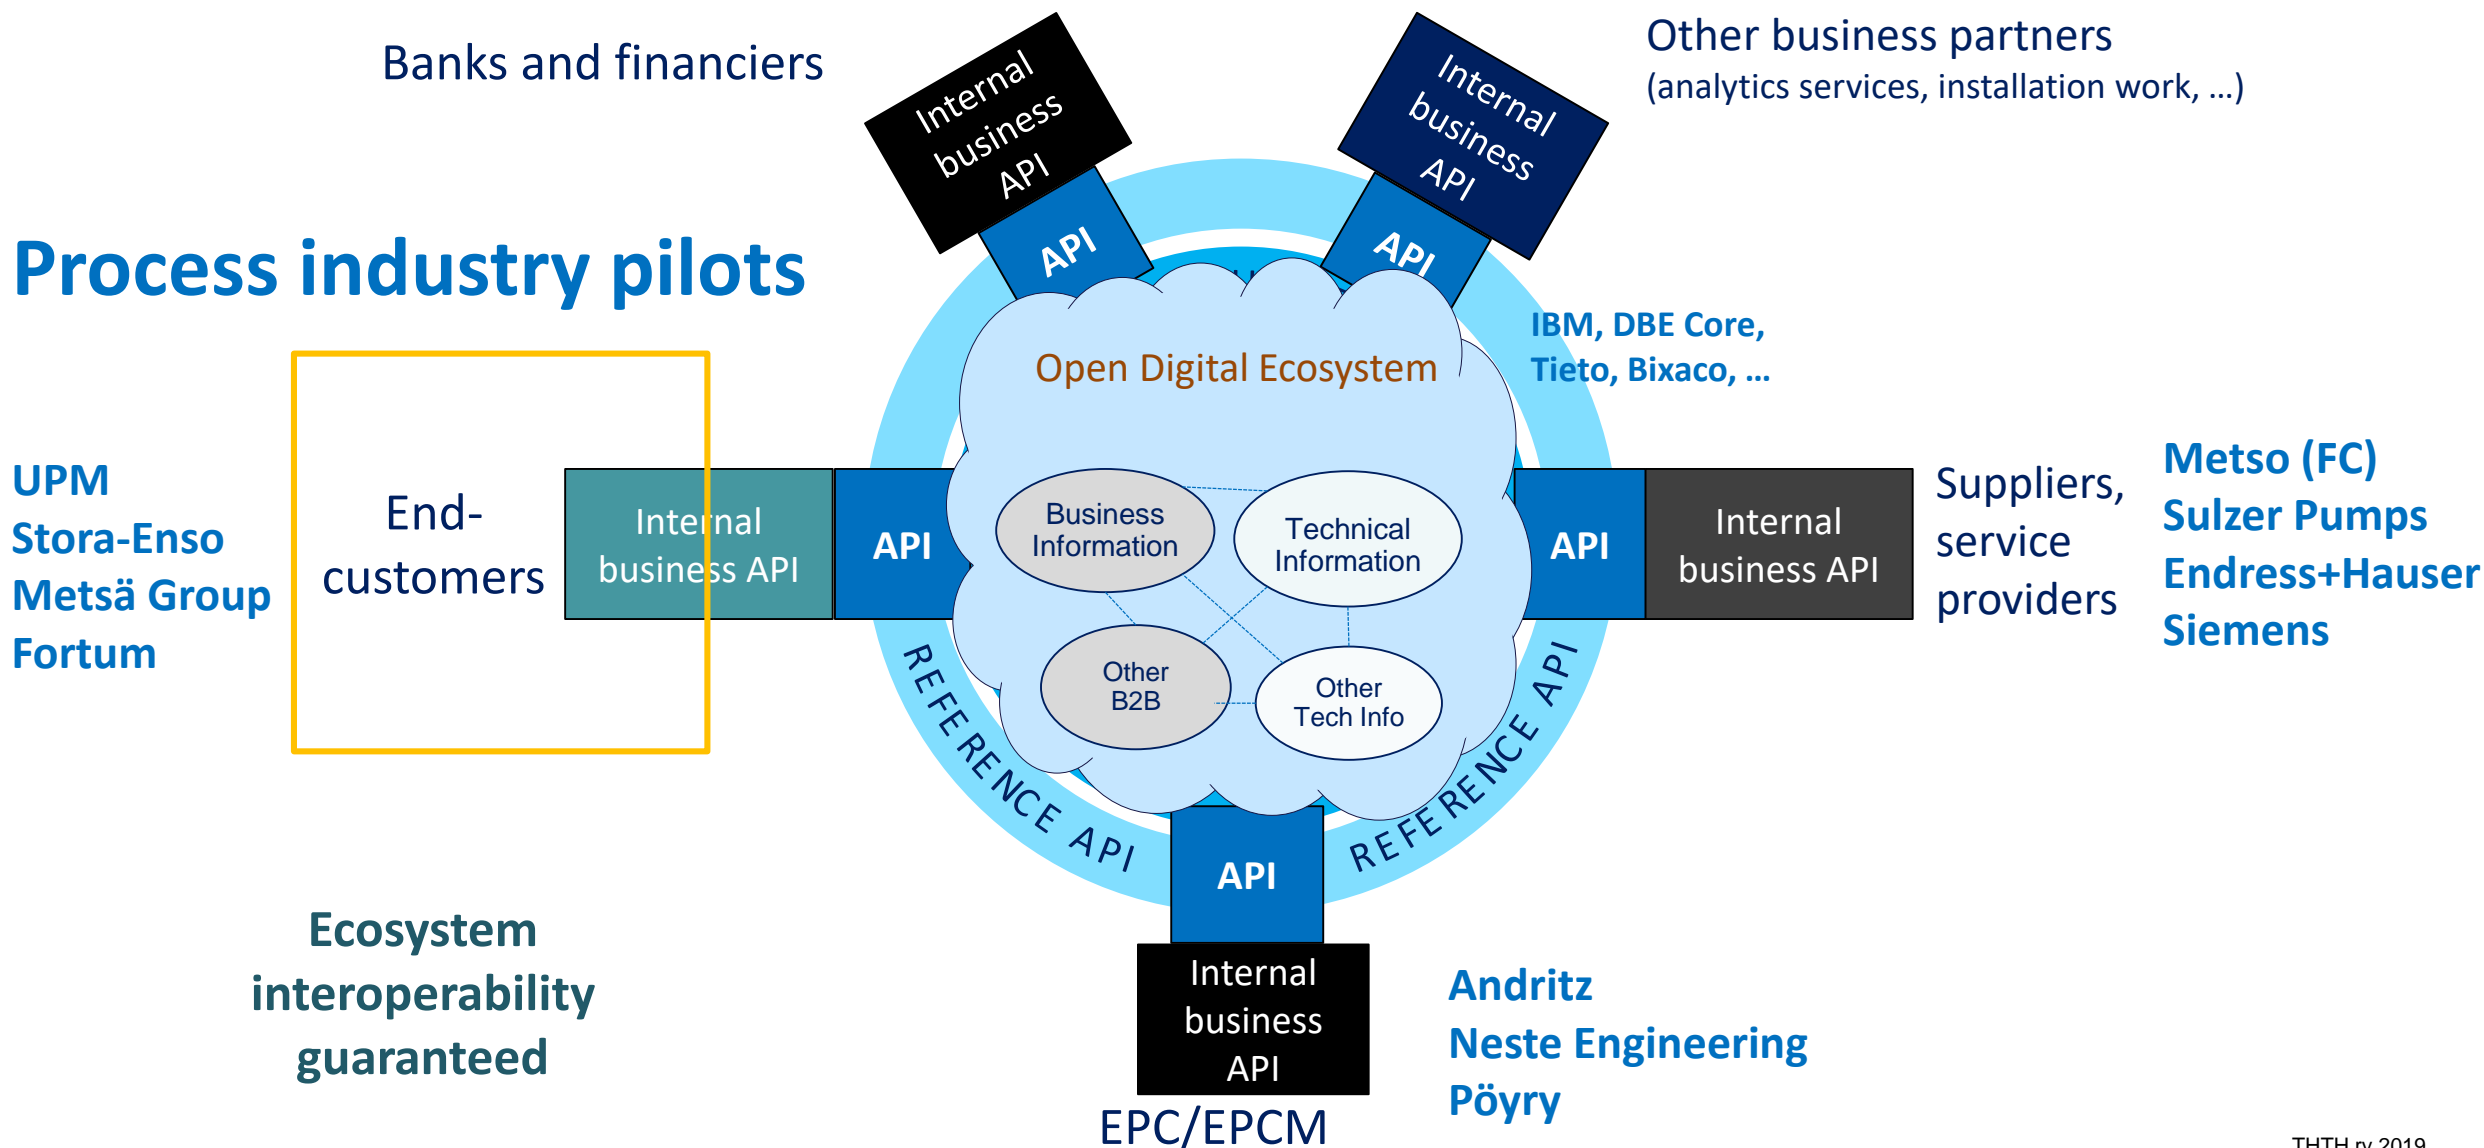 Banks and financiers
Other business partners
(analytics services, installation work, ...)
Internal
business
API
API
Internal
business
API
API
Process industry pilots
IBM, DBE Core,
Tieto, Bixaco, ...
Open Digital Ecosystem
UPM
Stora-Enso
Metsä Group
Fortum
End-
customers
Internal
business API
API
Business
Information
Technical
Information
Other
B2B
Other
Tech Info
API
Internal
business API
Suppliers,
service
providers
Metso (FC)
Sulzer Pumps
Endress+Hauser
Siemens
REFERENCE API
REFERENCE API
API
Internal
business
API
EPC/EPCM
Ecosystem
interoperability
guaranteed
Andritz
Neste Engineering
Pöyry
THTH ry 2019